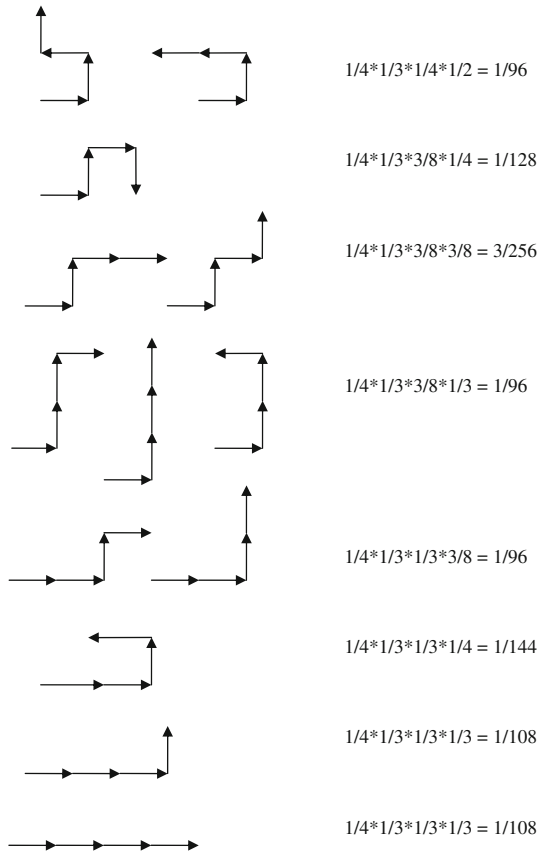 1/4*1/3*1/4*1/2 = 1/96
1/4*1/3*3/8*1/4 = 1/128
1/4*1/3*3/8*3/8 = 3/256
1/4*1/3*3/8*1/3 = 1/96
1/4*1/3*1/3*3/8 = 1/96
1/4*1/3*1/3*1/4 = 1/144
1/4*1/3*1/3*1/3 = 1/108
1/4*1/3*1/3*1/3 = 1/108